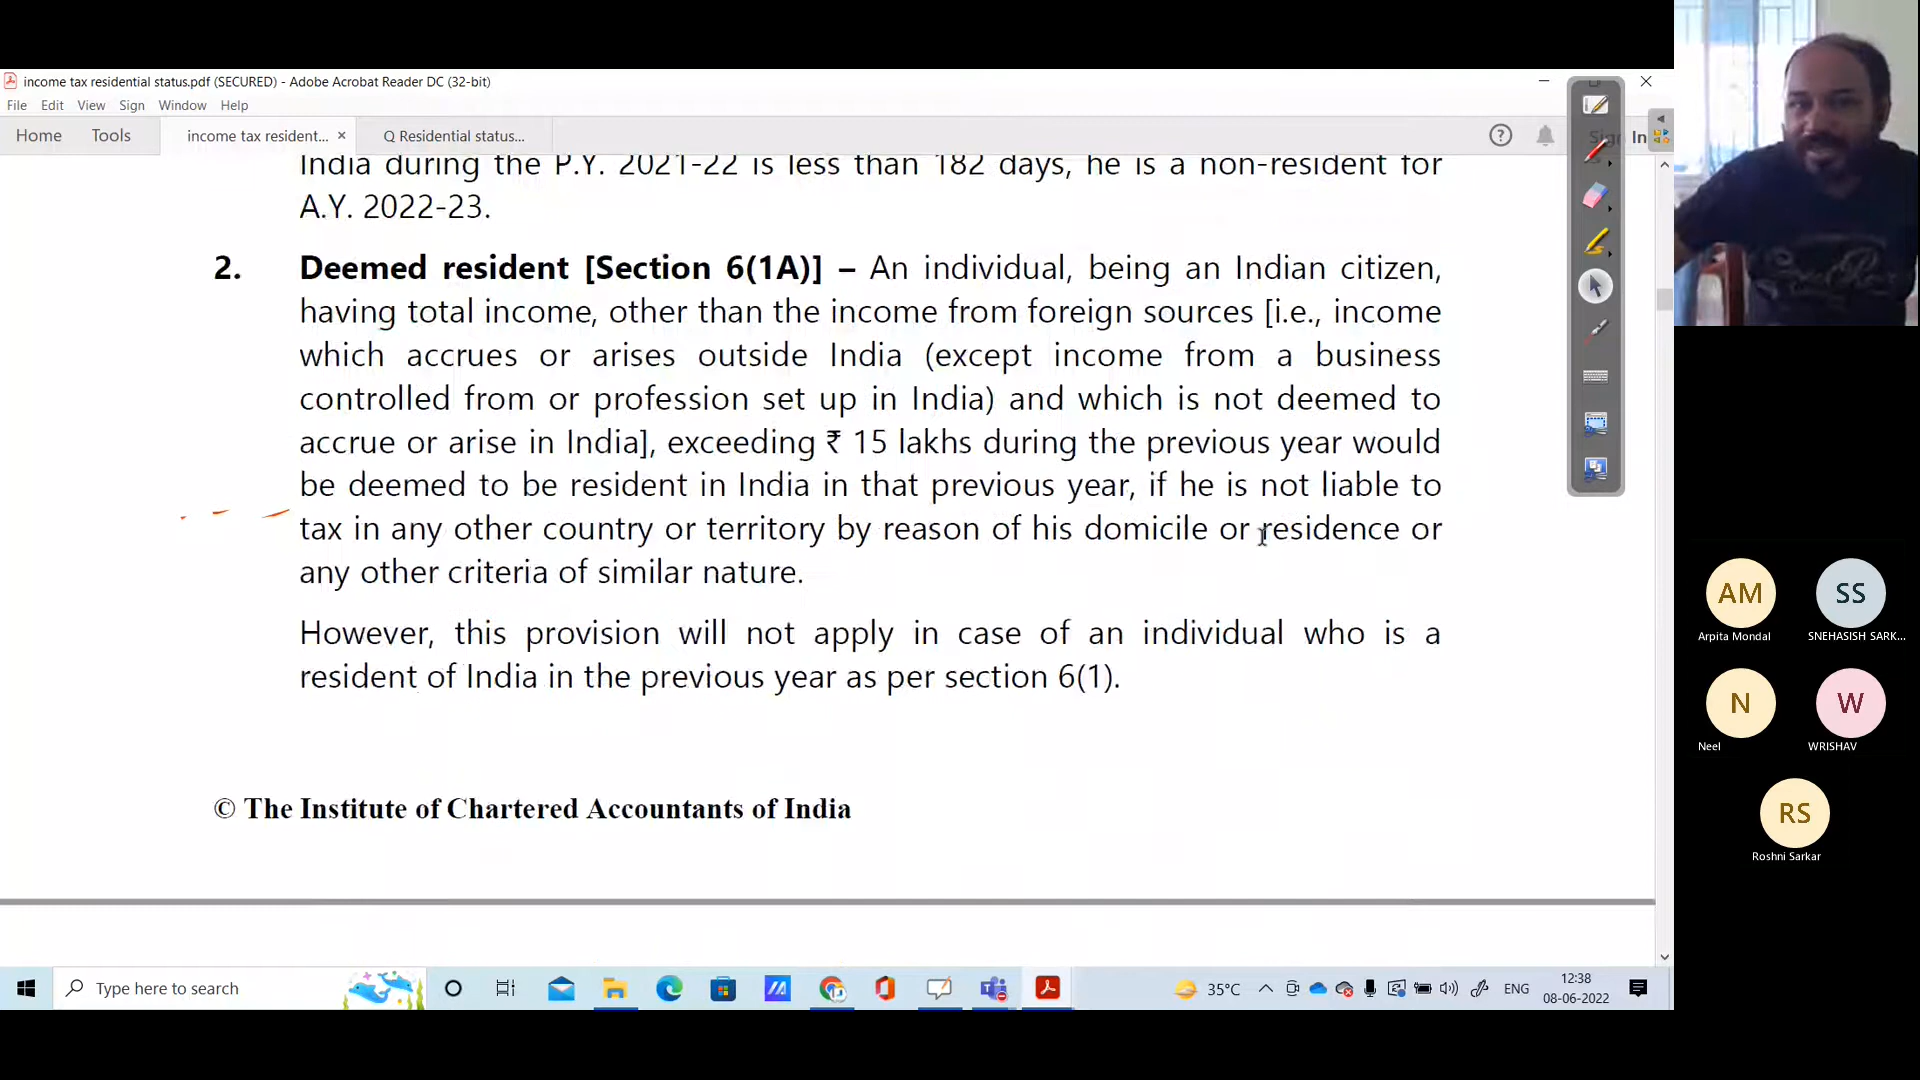 income tax residential status.pdf (SECURED) - Adobe Acrobat Reader DC (32-bit)
File Edit View Sign Window Help
Home Tools income tax resident... × Q Residential status... Sign In
India during the P.Y. 2021-22 is less than 182 days, he is a non-resident for
A.Y. 2022-23.
2. Deemed resident [Section 6(1A)] – An individual, being an Indian citizen,
having total income, other than the income from foreign sources [i.e., income
which accrues or arises outside India (except income from a business
controlled from or profession set up in India) and which is not deemed to
accrue or arise in India], exceeding ₹ 15 lakhs during the previous year would
be deemed to be resident in India in that previous year, if he is not liable to
tax in any other country or territory by reason of his domicile or residence or
any other criteria of similar nature.
However, this provision will not apply in case of an individual who is a
resident of India in the previous year as per section 6(1).
© The Institute of Chartered Accountants of India
AM
Arpita Mondal
SS
SNEHASISH SARK...
N
Neel
W
WRISHAV
RS
Roshni Sarkar
Type here to search
35°C
ENG
12:38
08-06-2022